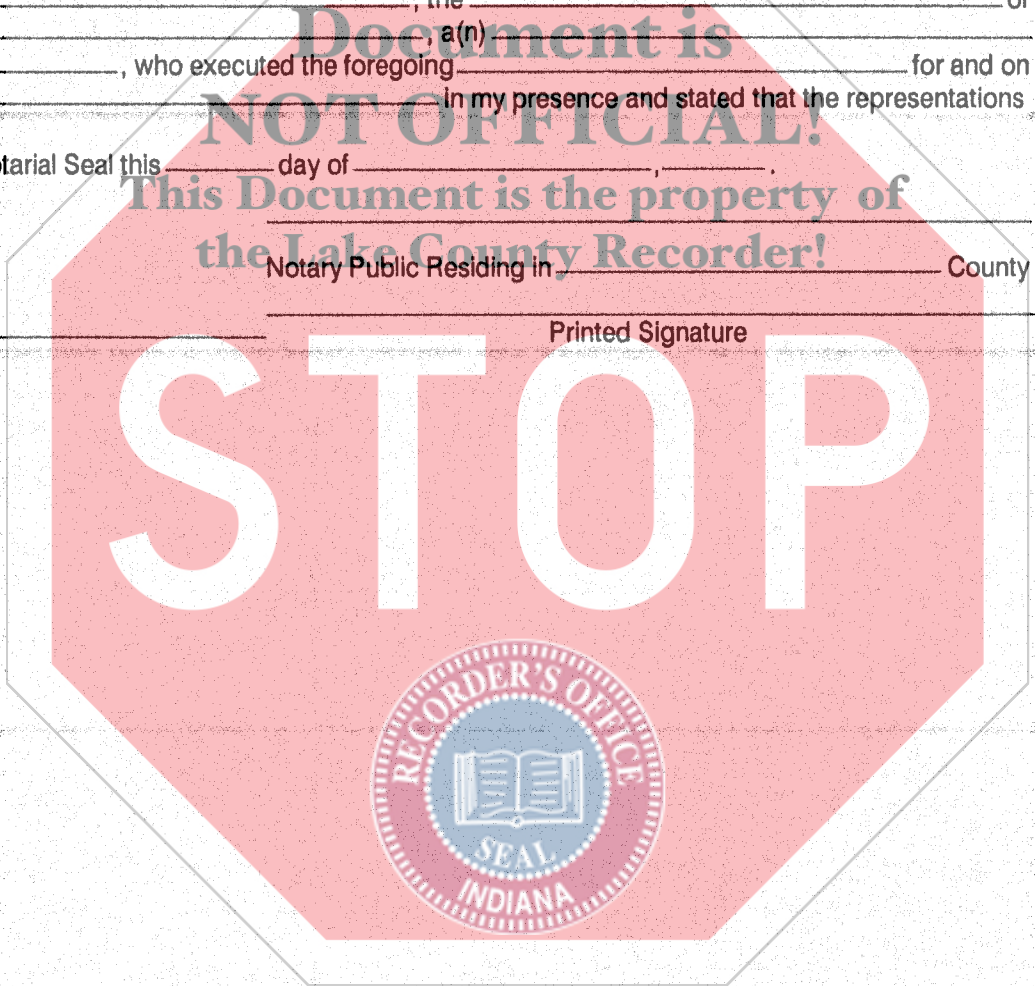 , the of
Document is
, a(n)
, who executed the foregoing for and on
NOT OFFICIAL!
in my presence and stated that the representations
tarial Seal this day of , .
This Document is the property of
the Lake County Recorder!
Notary Public Residing in County
Printed Signature
STOP
RECORDER'S OFFICE
SEAL
INDIANA